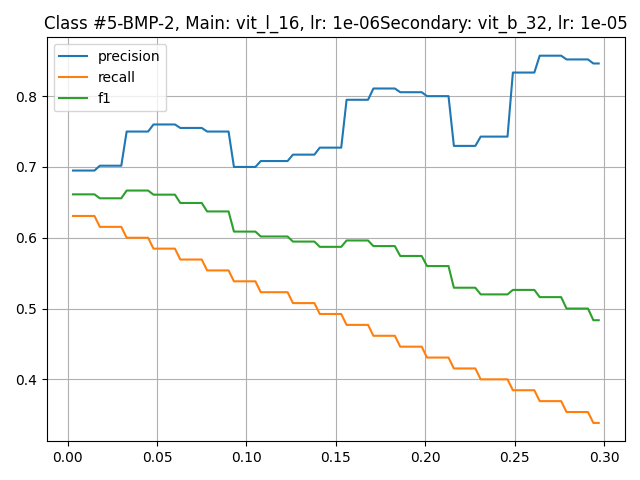 Class #5-BMP-2, Main: vit_l_16, lr: 1e-06Secondary: vit_b_32, lr: 1e-05
precision
recall
f1
0.8
0.7
0.6
0.5
0.4
0.00 0.05 0.10 0.15 0.20 0.25 0.30